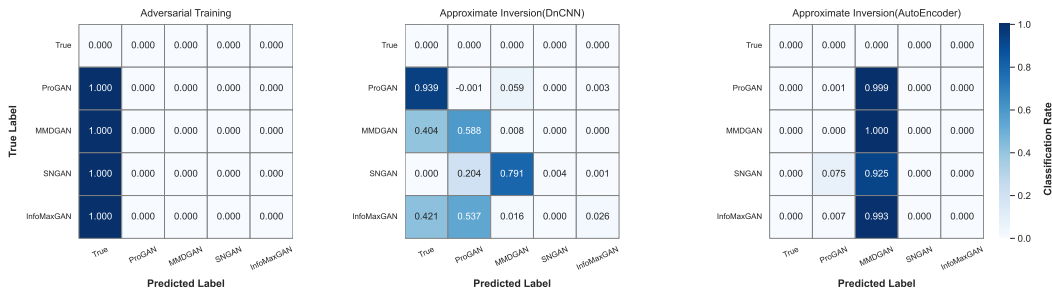 Adversarial Training
Approximate Inversion(DnCNN)
Approximate Inversion(AutoEncoder)
True Label
True 0.000 0.000 0.000 0.000 0.000
ProGAN 1.000 0.000 0.000 0.000 0.000
MMDGAN 1.000 0.000 0.000 0.000 0.000
SNGAN 1.000 0.000 0.000 0.000 0.000
InfoMaxGAN 1.000 0.000 0.000 0.000 0.000
True ProGAN MMDGAN SNGAN InfoMaxGAN
Predicted Label
True 0.000 0.000 0.000 0.000 0.000
ProGAN 0.939 -0.001 0.059 0.000 0.003
MMDGAN 0.404 0.588 0.008 0.000 0.000
SNGAN 0.000 0.204 0.791 0.004 0.001
InfoMaxGAN 0.421 0.537 0.016 0.000 0.026
True ProGAN MMDGAN SNGAN InfoMaxGAN
Predicted Label
True 0.000 0.000 0.000 0.000 0.000
ProGAN 0.000 0.001 0.999 0.000 0.000
MMDGAN 0.000 0.000 1.000 0.000 0.000
SNGAN 0.000 0.075 0.925 0.000 0.000
InfoMaxGAN 0.000 0.007 0.993 0.000 0.000
True ProGAN MMDGAN SNGAN InfoMaxGAN
Predicted Label
1.0
0.8
0.6
0.4
0.2
0.0
Classification Rate